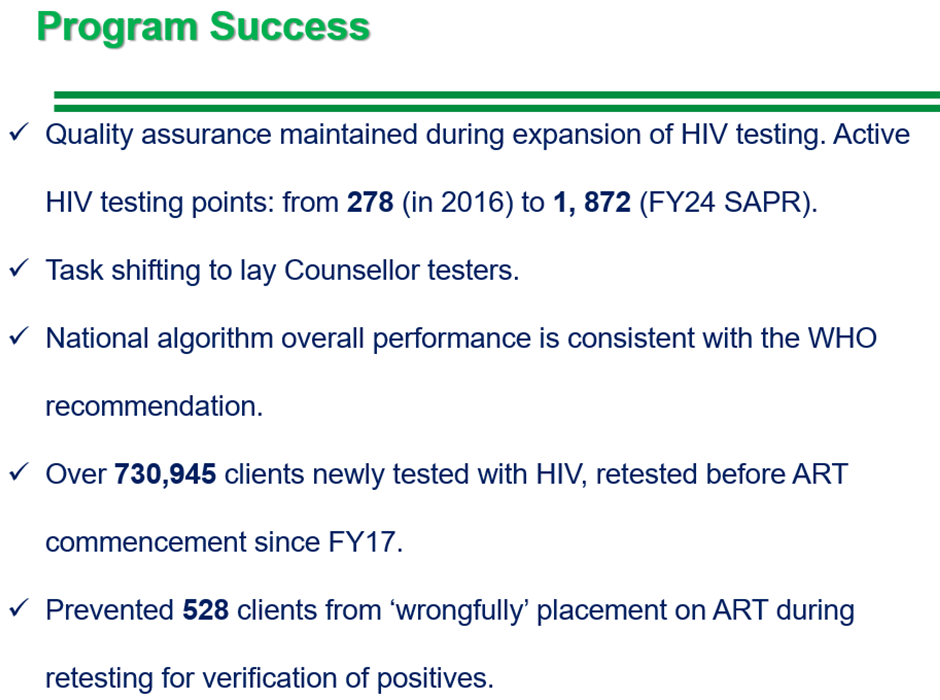 Program Success
✓ Quality assurance maintained during expansion of HIV testing. Active
HIV testing points: from 278 (in 2016) to 1, 872 (FY24 SAPR).
✓ Task shifting to lay Counsellor testers.
✓ National algorithm overall performance is consistent with the WHO
recommendation.
✓ Over 730,945 clients newly tested with HIV, retested before ART
commencement since FY17.
✓ Prevented 528 clients from ‘wrongfully’ placement on ART during
retesting for verification of positives.